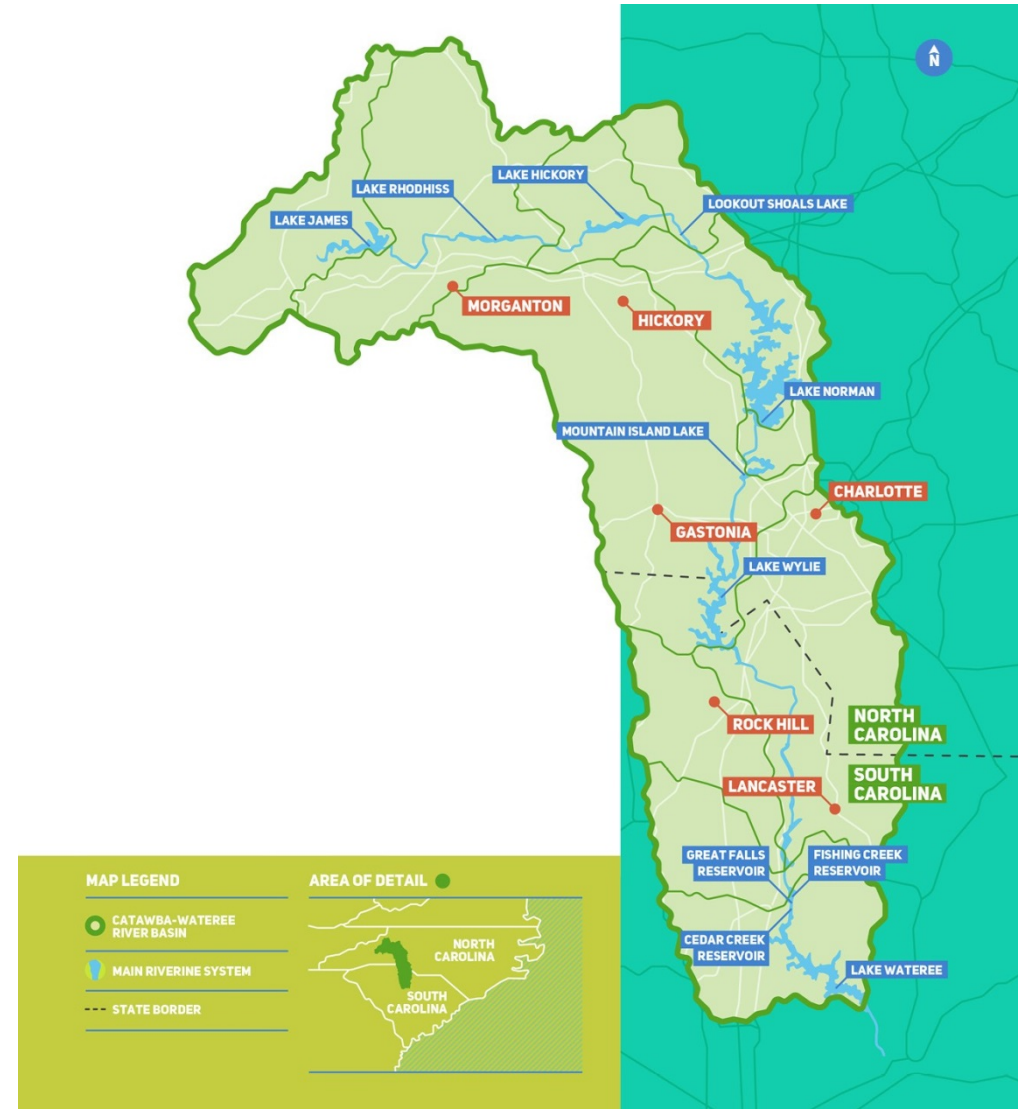 N
LAKE HICKORY
LAKE RHODHISS
LOOKOUT SHOALS LAKE
LAKE JAMES
MORGANTON
HICKORY
LAKE NORMAN
MOUNTAIN ISLAND LAKE
CHARLOTTE
GASTONIA
LAKE WYLIE
ROCK HILL
NORTH
CAROLINA
SOUTH
CAROLINA
LANCASTER
GREAT FALLS
RESERVOIR
FISHING CREEK
RESERVOIR
CEDAR CREEK
RESERVOIR
LAKE WATEREE
MAP LEGEND
CATAWBA-WATEREE
RIVER BASIN
MAIN RIVERINE SYSTEM
STATE BORDER
AREA OF DETAIL
NORTH
CAROLINA
SOUTH
CAROLINA